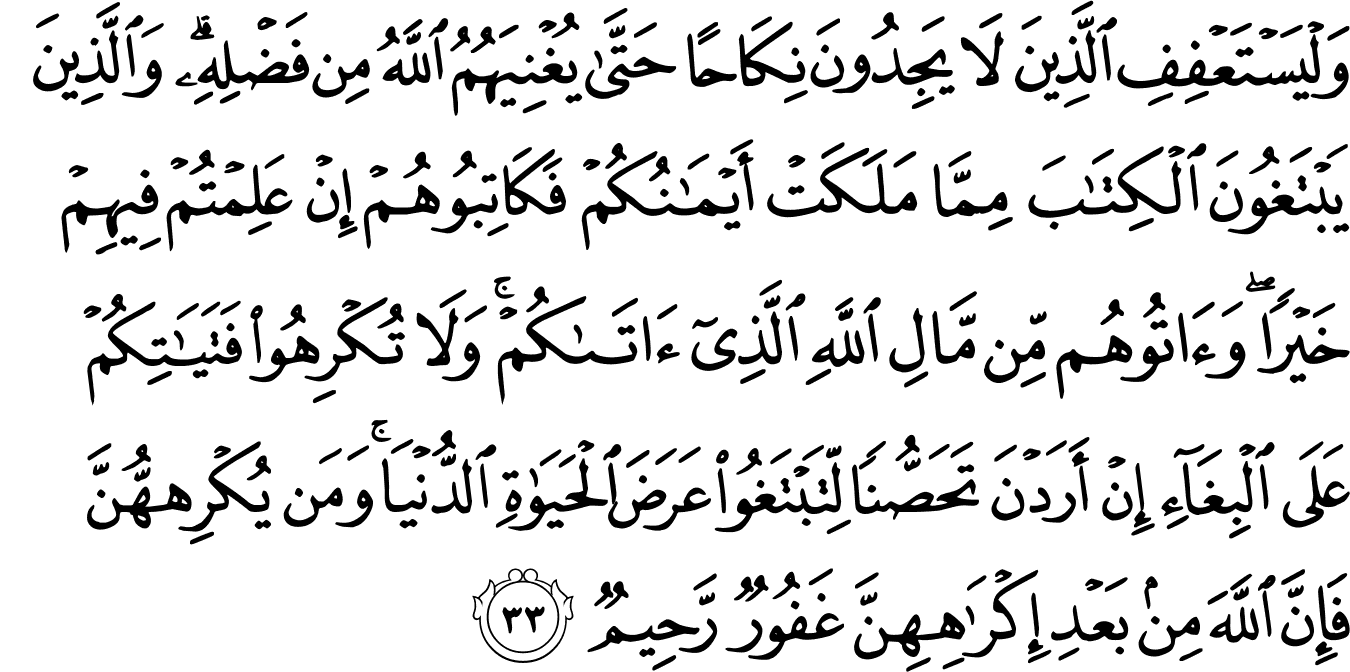 وَلْيَسْتَعْفِفِ ٱلَّذِينَ لَا يَجِدُونَ نِكَاحًا حَتَّىٰ يُغْنِيَهُمُ ٱللَّهُ مِن فَضْلِهِۦ ۗ وَٱلَّذِينَ
يَبْتَغُونَ ٱلْكِتَـٰبَ مِمَّا مَلَكَتْ أَيْمَـٰنُكُمْ فَكَاتِبُوهُمْ إِنْ عَلِمْتُمْ فِيهِمْ
خَيْرًا ۖ وَءَاتُوهُم مِّن مَّالِ ٱللَّهِ ٱلَّذِىٓ ءَاتَىٰكُمْ ۚ وَلَا تُكْرِهُوا۟ فَتَيَـٰتِكُمْ
عَلَى ٱلْبِغَآءِ إِنْ أَرَدْنَ تَحَصُّنًا لِّتَبْتَغُوا۟ عَرَضَ ٱلْحَيَوٰةِ ٱلدُّنْيَا ۚ وَمَن يُكْرِههُّنَّ
فَإِنَّ ٱللَّهَ مِنۢ بَعْدِ إِكْرَٰهِهِنَّ غَفُورٌ رَّحِيمٌ ٣٣